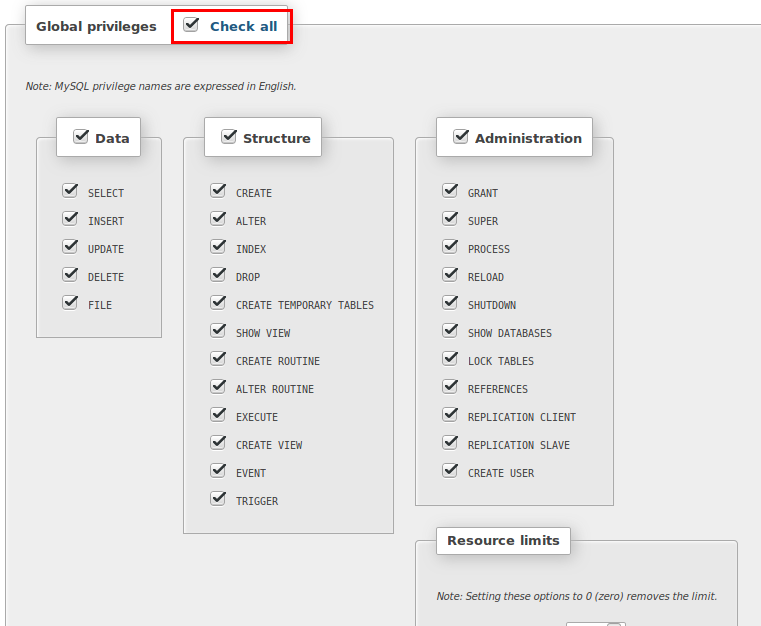 Global privileges Check all
Note: MySQL privilege names are expressed in English.
Data
SELECT
INSERT
UPDATE
DELETE
FILE
Structure
CREATE
ALTER
INDEX
DROP
CREATE TEMPORARY TABLES
SHOW VIEW
CREATE ROUTINE
ALTER ROUTINE
EXECUTE
CREATE VIEW
EVENT
TRIGGER
Administration
GRANT
SUPER
PROCESS
RELOAD
SHUTDOWN
SHOW DATABASES
LOCK TABLES
REFERENCES
REPLICATION CLIENT
REPLICATION SLAVE
CREATE USER
Resource limits
Note: Setting these options to 0 (zero) removes the limit.